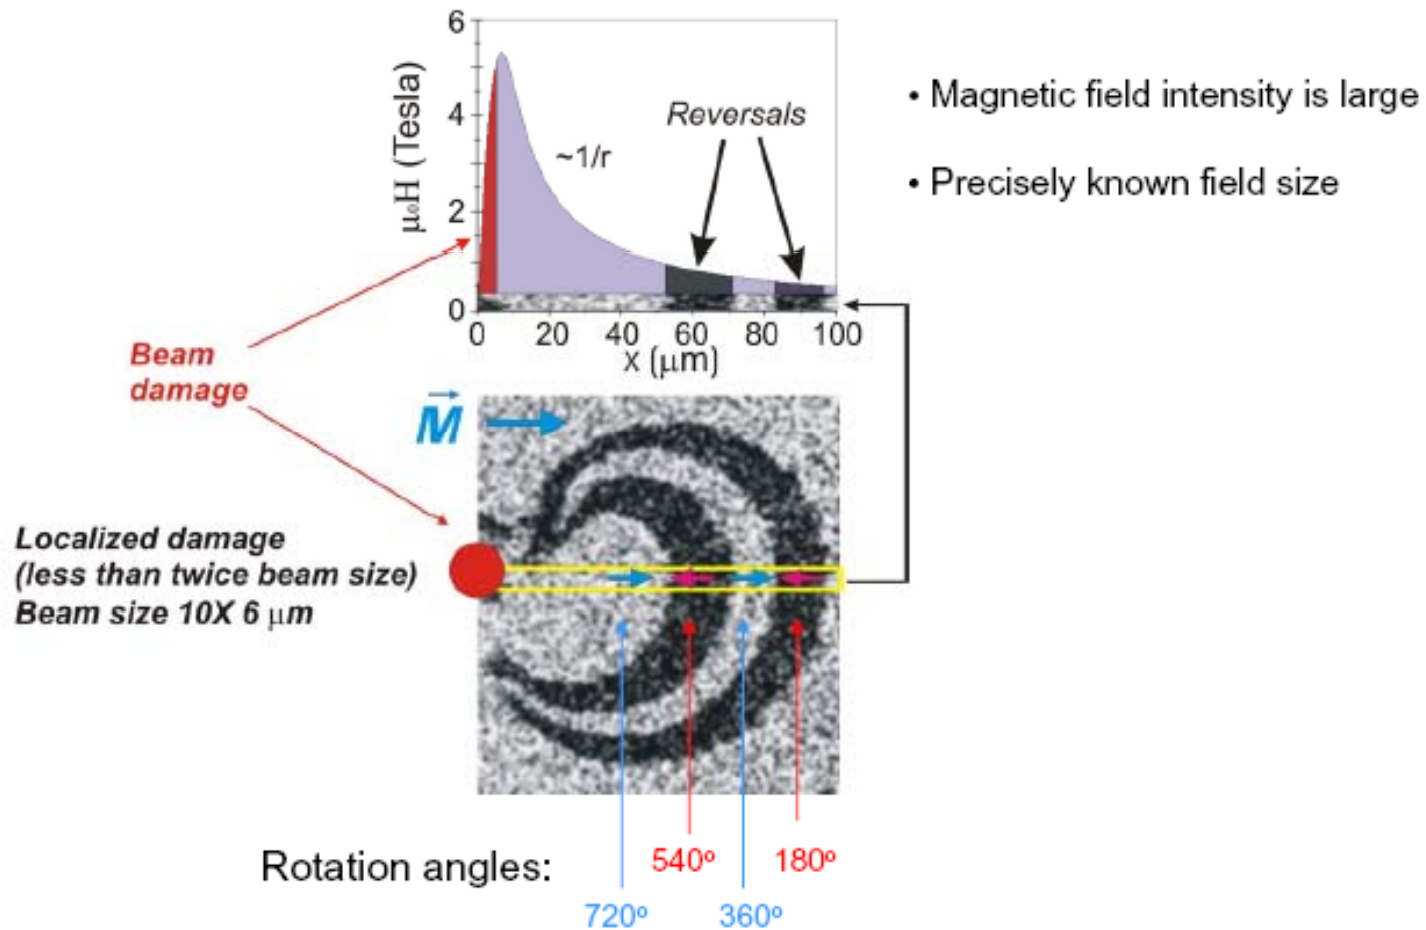 6
4
2
0
μ₀H (Tesla)
~1/r
Reversals
0 20 40 60 80 100
x (μm)
• Magnetic field intensity is large
• Precisely known field size
Beam
damage
M
Localized damage
(less than twice beam size)
Beam size 10X 6 μm
Rotation angles:
540º 180º
720º 360º